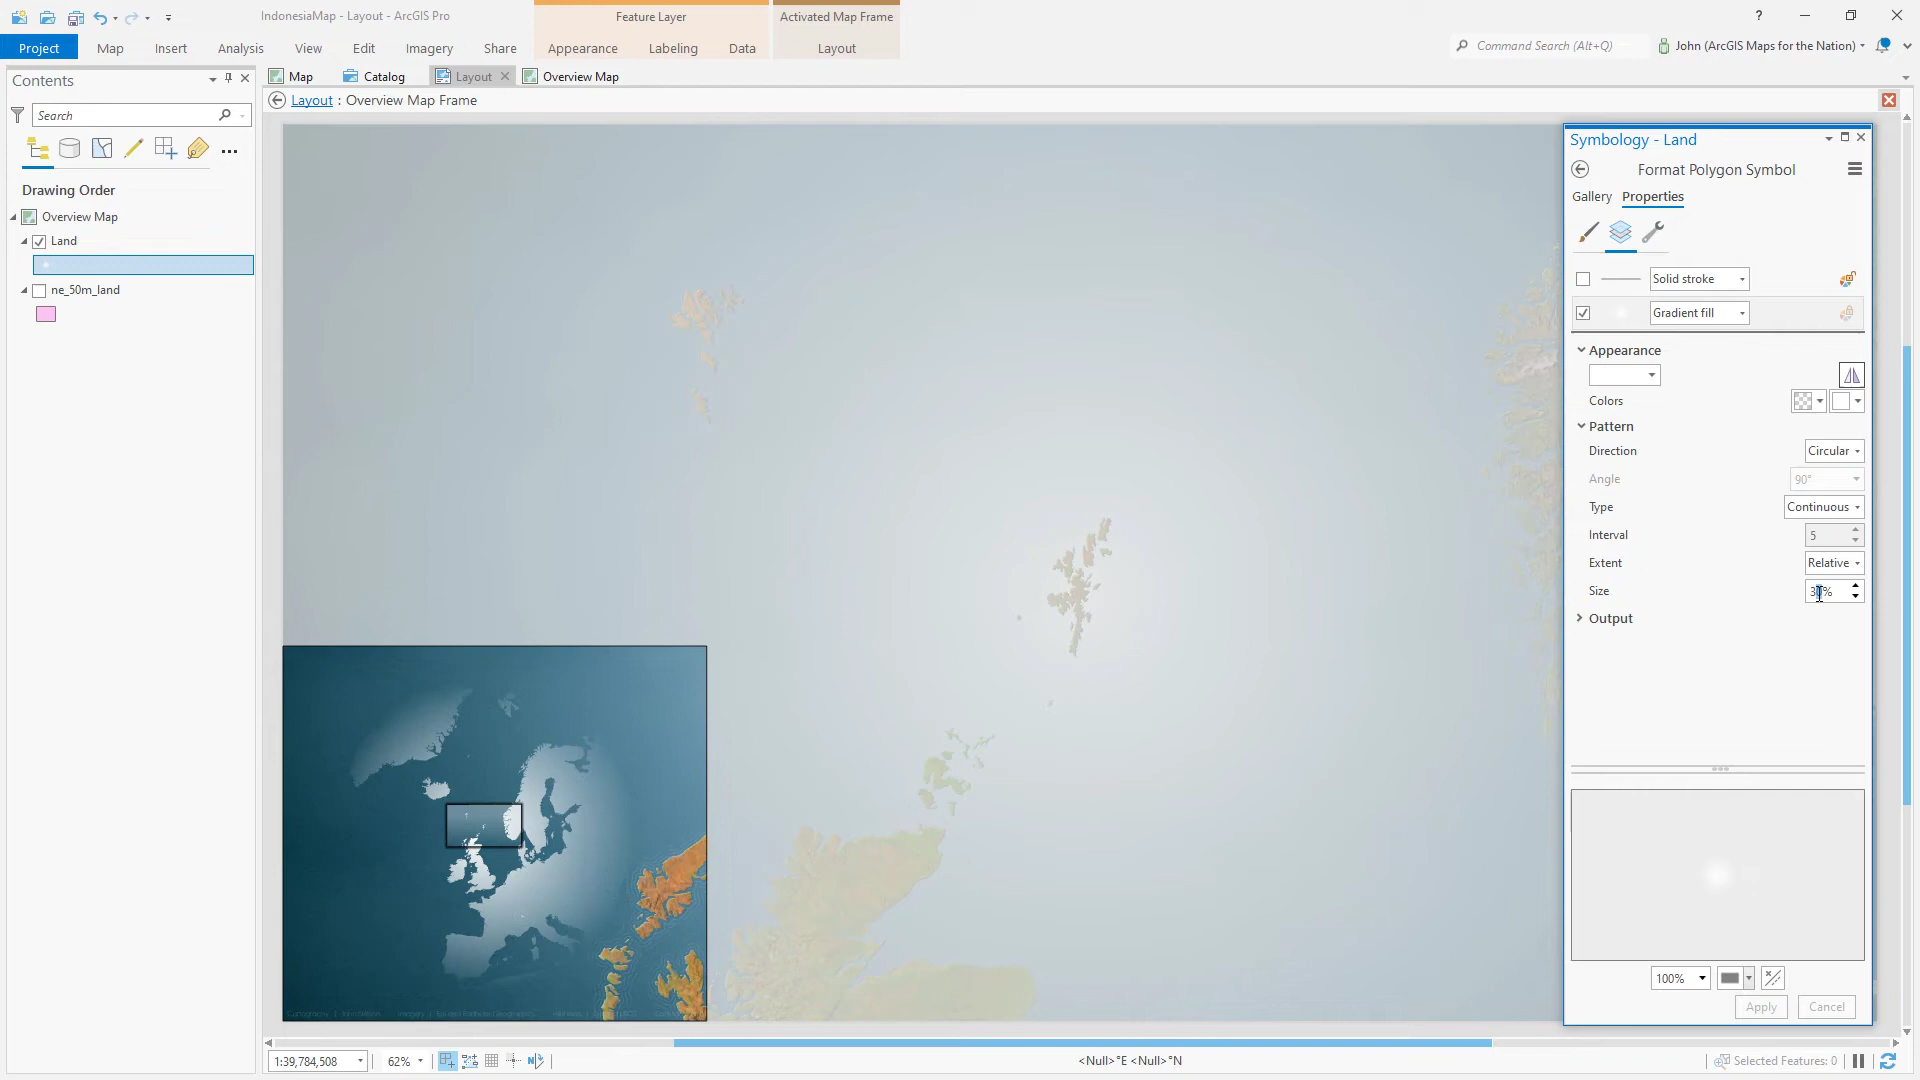 IndonesiaMap - Layout - ArcGIS Pro
Feature Layer
Activated Map Frame
?
Project
Map
Insert
Analysis
View
Edit
Imagery
Share
Appearance
Labeling
Data
Layout
Command Search (Alt+Q)
John (ArcGIS Maps for the Nation)
Contents
Map
Catalog
Layout
Overview Map
Layout : Overview Map Frame
Search
Drawing Order
Overview Map
Land
ne_50m_land
Symbology - Land
Format Polygon Symbol
Gallery
Properties
Solid stroke
Gradient fill
Appearance
Colors
Pattern
Direction
Circular
Angle
90°
Type
Continuous
Interval
5
Extent
Relative
Size
30%
Output
100%
Apply
Cancel
1:39,784,508
62%
<Null>°E <Null>°N
Selected Features: 0